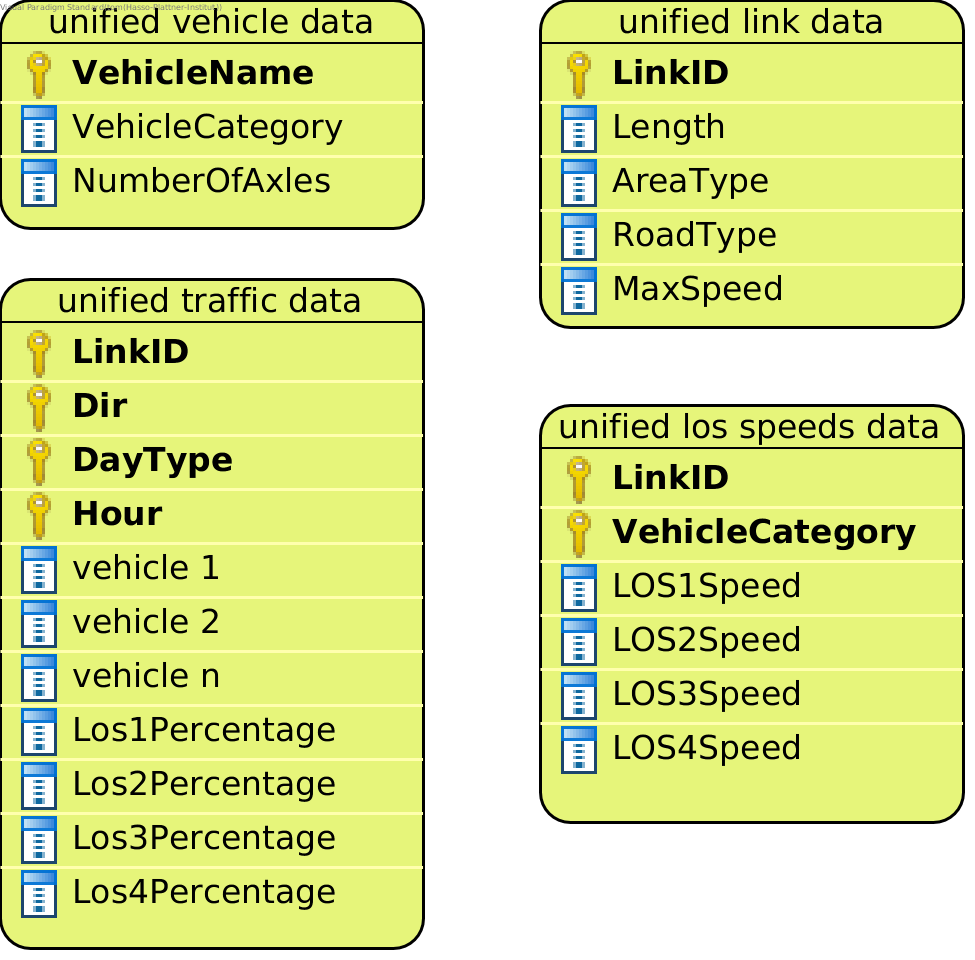 Visual Paradigm Standard(tom(Hasso-Plattner-Institut))
unified vehicle data
VehicleName
VehicleCategory
NumberOfAxles
unified traffic data
LinkID
Dir
DayType
Hour
vehicle 1
vehicle 2
vehicle n
Los1Percentage
Los2Percentage
Los3Percentage
Los4Percentage
unified link data
LinkID
Length
AreaType
RoadType
MaxSpeed
unified los speeds data
LinkID
VehicleCategory
LOS1Speed
LOS2Speed
LOS3Speed
LOS4Speed